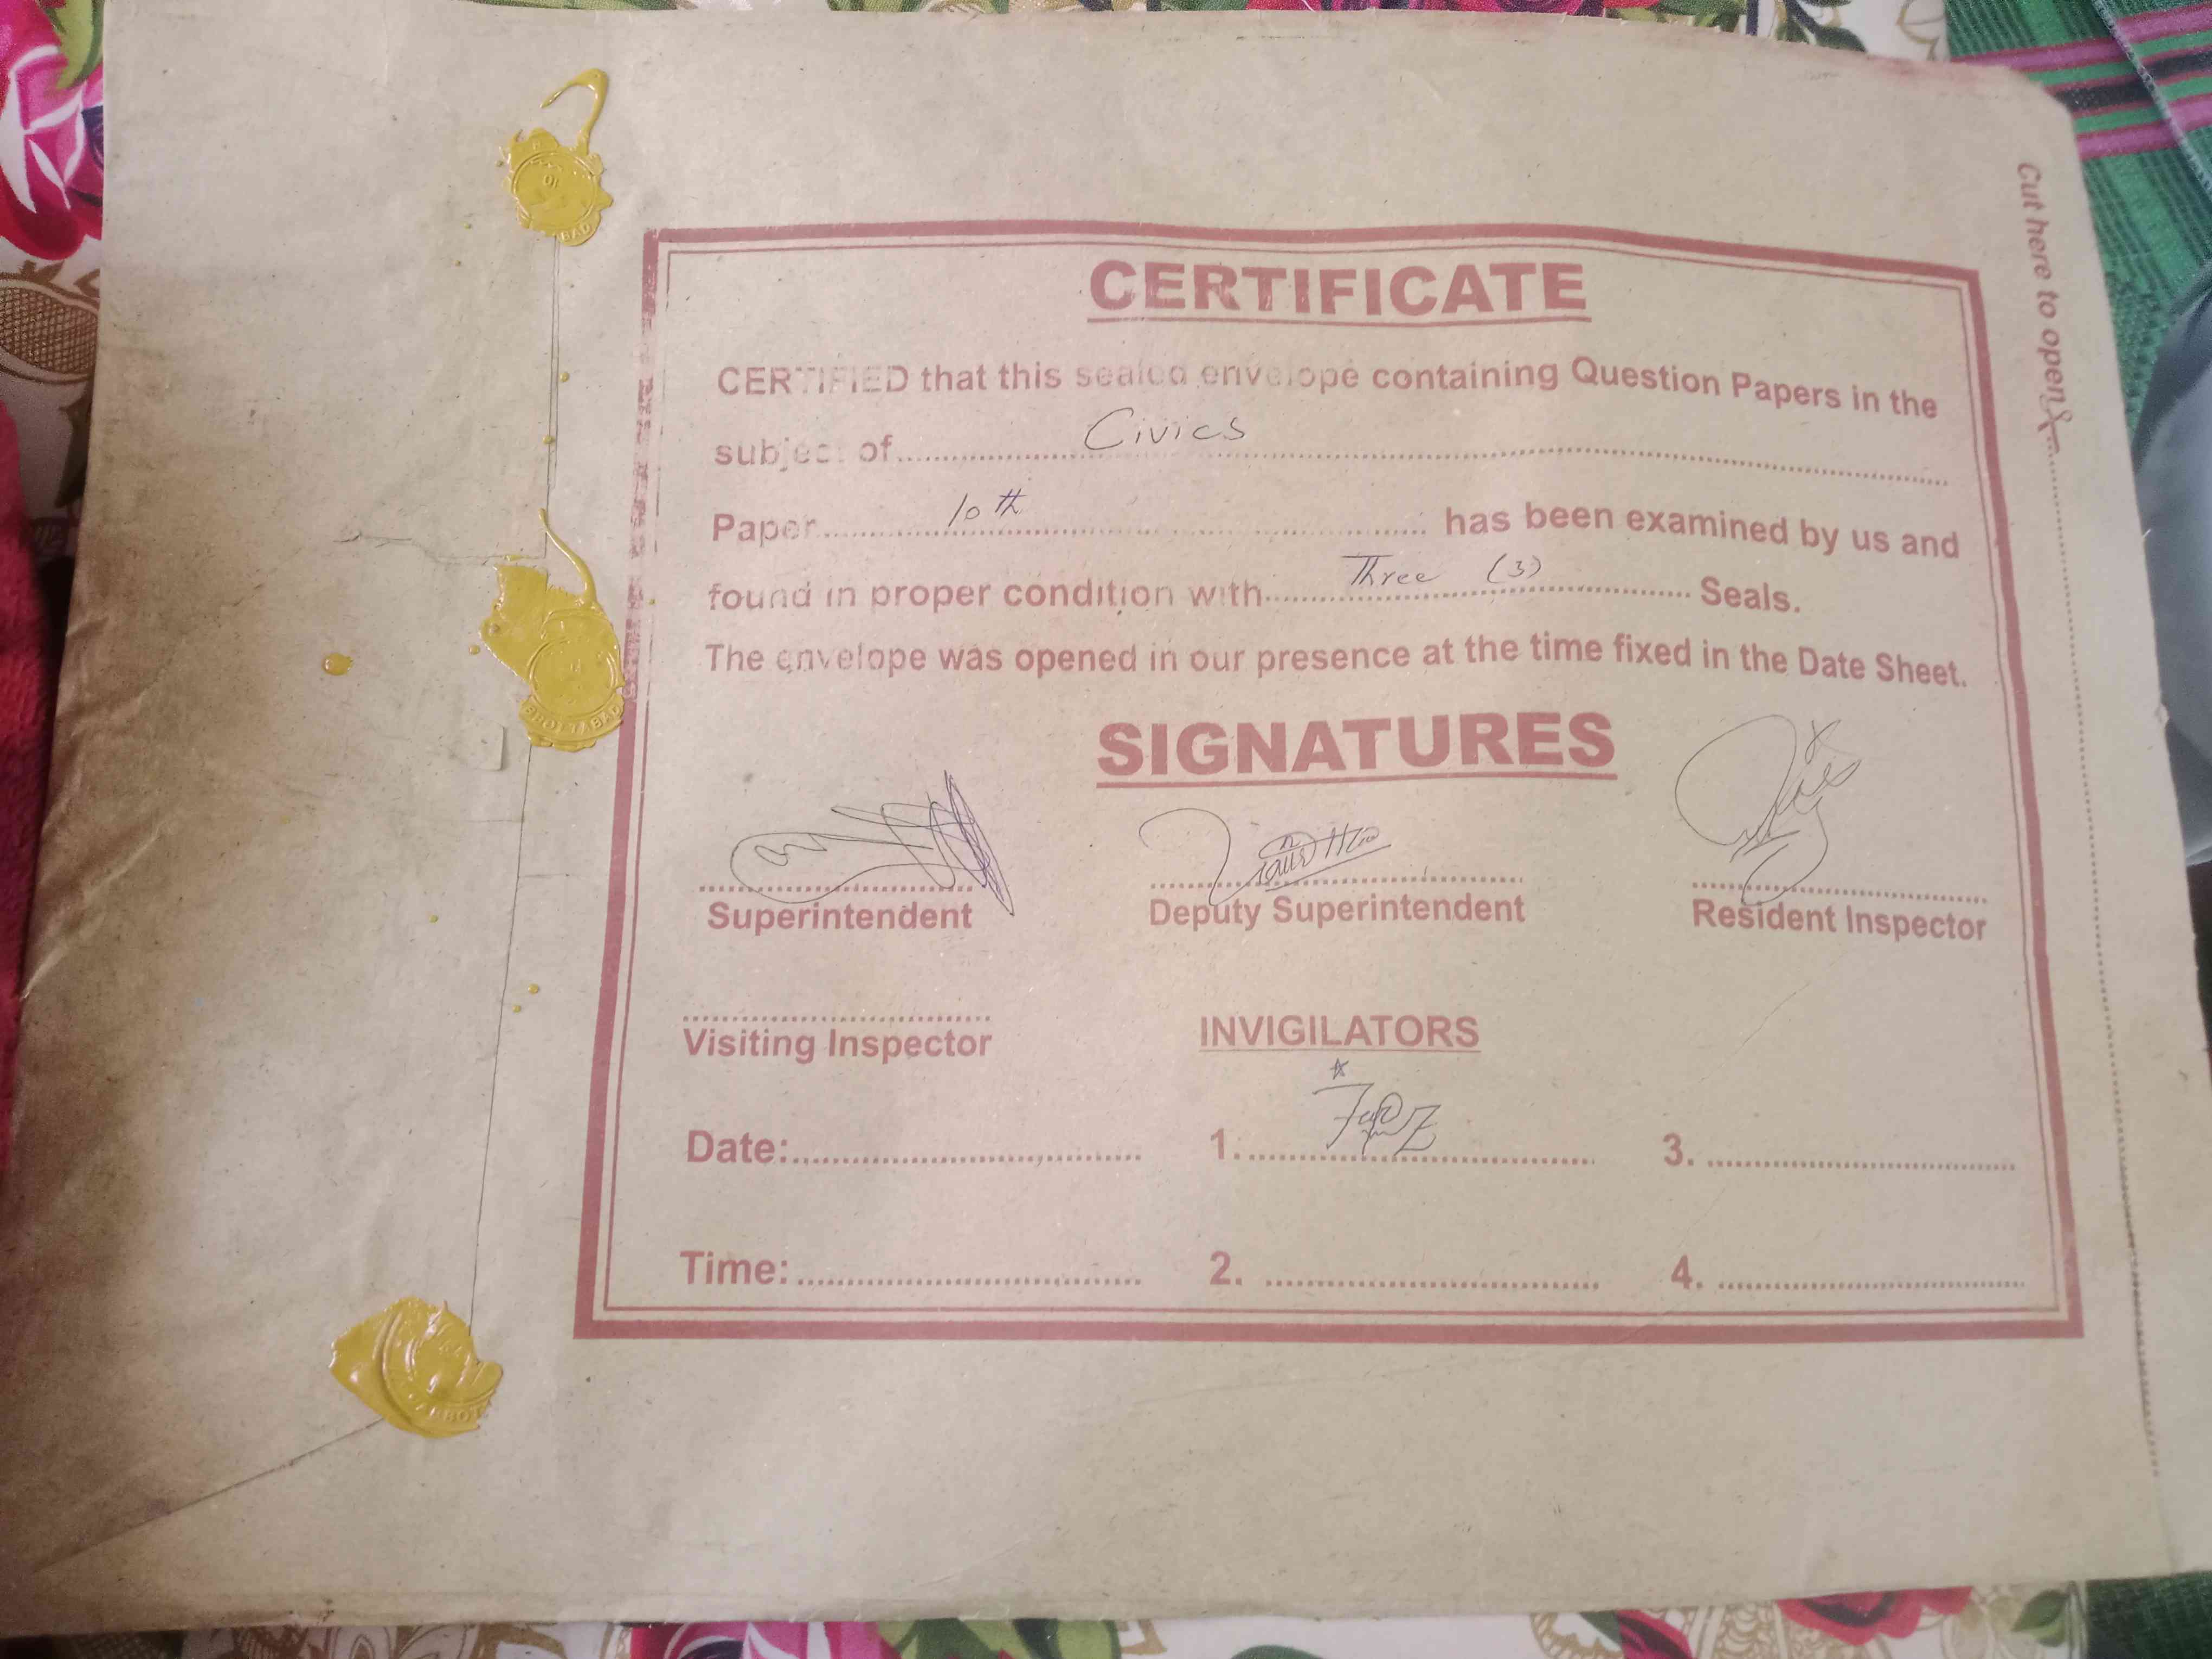 CERTIFICATE
CERTIFIED that this sealed envelope containing Question Papers in the
subject of Civics
Paper 10th has been examined by us and
found in proper condition with Three (3) Seals.
The envelope was opened in our presence at the time fixed in the Date Sheet.
SIGNATURES
Superintendent
Deputy Superintendent
Resident Inspector
Visiting Inspector
INVIGILATORS
Date:
1.
3.
Time:
2.
4.
Cut here to open
BAD
BBOTTABAD
ABBOT